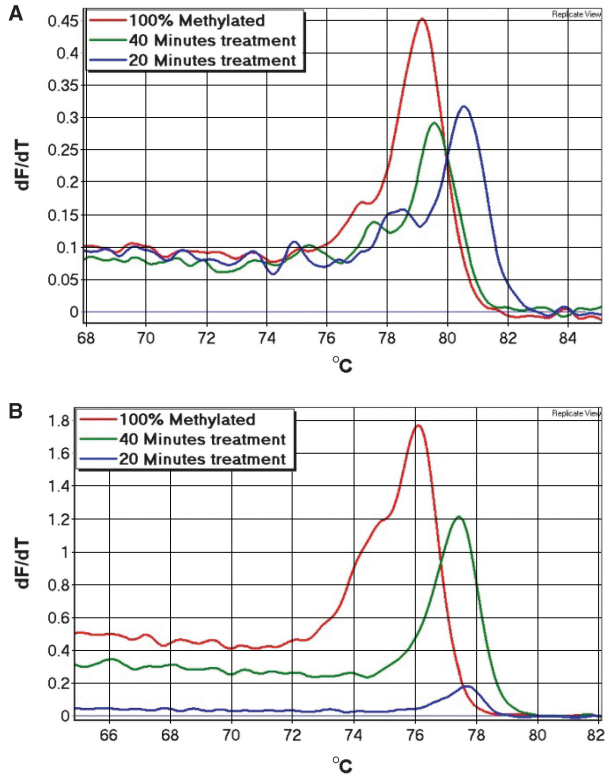 A
Replicate View
100% Methylated
40 Minutes treatment
20 Minutes treatment
0.45
0.4
0.35
0.3
0.25
0.2
0.15
0.1
0.05
0
dF/dT
68 70 72 74 76 78 80 82 84
°C
B
Replicate View
100% Methylated
40 Minutes treatment
20 Minutes treatment
1.8
1.6
1.4
1.2
1
0.8
0.6
0.4
0.2
0
dF/dT
66 68 70 72 74 76 78 80 82
°C